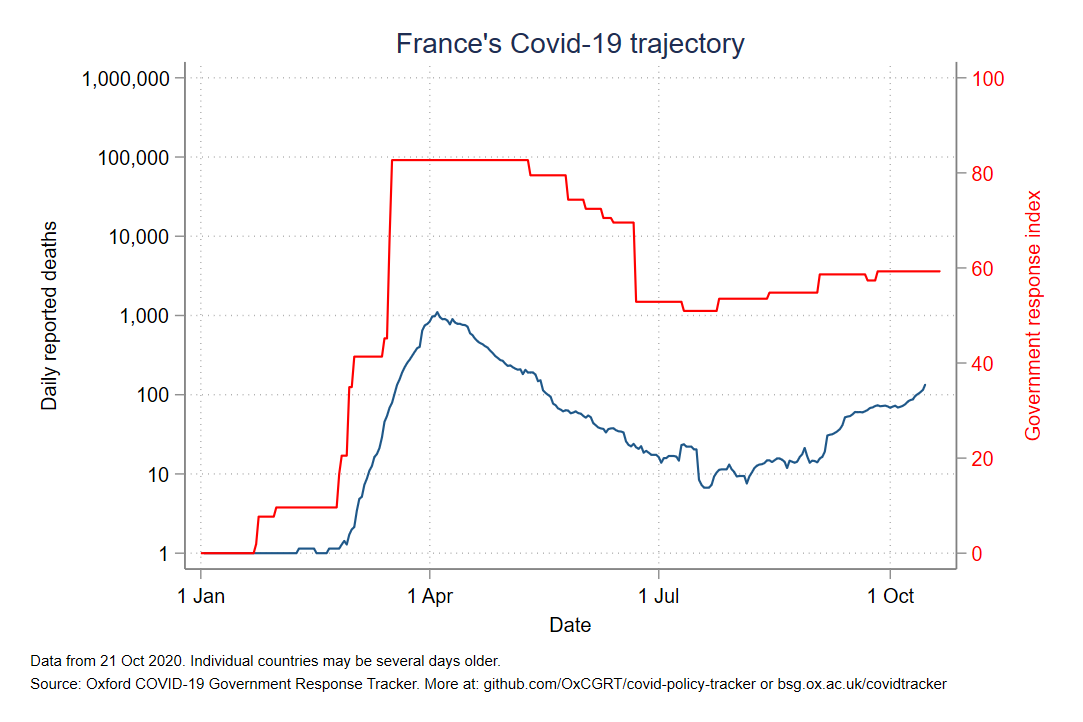 France's Covid-19 trajectory
1,000,000
100,000
10,000
1,000
100
10
1
Daily reported deaths
100
80
60
40
20
0
Government response index
1 Jan
1 Apr
1 Jul
1 Oct
Date
Data from 21 Oct 2020. Individual countries may be several days older.
Source: Oxford COVID-19 Government Response Tracker. More at: github.com/OxCGRT/covid-policy-tracker or bsg.ox.ac.uk/covidtracker